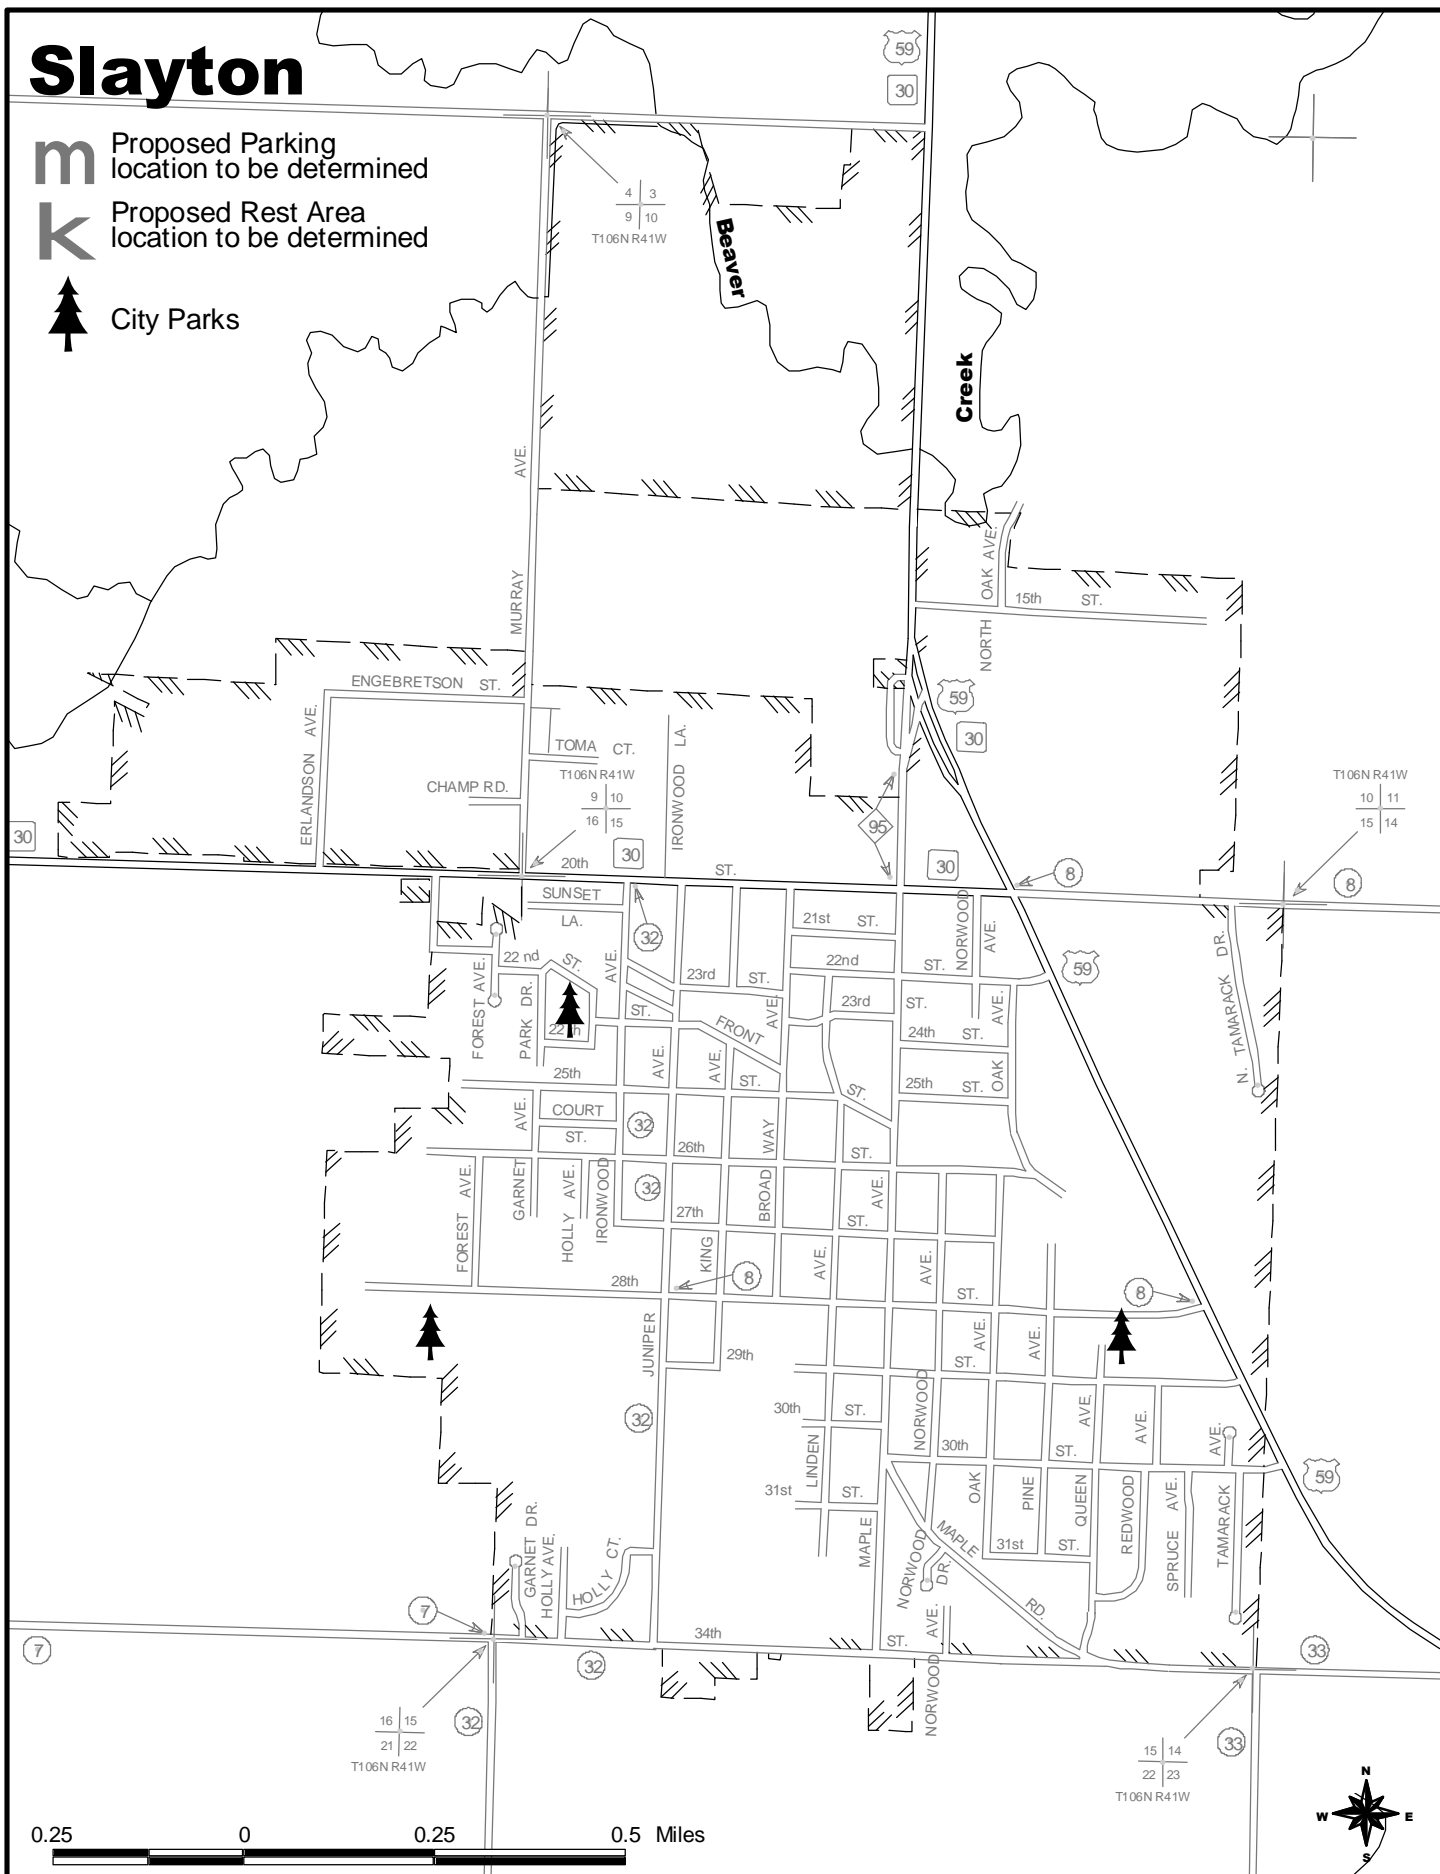 Slayton
m Proposed Parking
location to be determined
k Proposed Rest Area
location to be determined
City Parks
59
30
4 3
9 10
T106N R41W
Beaver
Creek
MURRAY AVE.
NORTH OAK AVE.
15th ST.
ENGEBRETSON ST.
ERLANDSON AVE.
TOMA CT.
IRONWOOD LA.
CHAMP RD.
59
30
T106N R41W
9 10
16 15
T106N R41W
10 11
15 14
95
30
30
30
20th ST.
8
8
SUNSET
LA.
32
21st ST.
NORWOOD AVE.
22 nd ST.
AVE.
22nd ST.
59
N. TAMARACK DR.
FOREST AVE.
PARK DR.
23rd ST.
23rd ST.
ST.
FRONT
AVE.
24th ST.
OAK AVE.
25th
AVE.
AVE.
ST.
ST.
25th ST.
COURT
ST.
GARNET AVE.
32
26th
ST.
BROAD WAY
FOREST AVE.
HOLLY AVE.
IRONWOOD
32
27th
ST.
AVE.
28th
KING
8
AVE.
AVE.
ST.
8
JUNIPER
29th
AVE.
ST.
AVE.
32
30th ST.
NORWOOD
LINDEN
30th
ST.
AVE.
AVE.
AVE.
31st ST.
OAK
PINE
QUEEN
REDWOOD
SPRUCE AVE.
TAMARACK
59
GARNET DR.
HOLLY AVE.
HOLLY CT.
MAPLE
NORWOOD DR.
MAPLE RD.
31st ST.
7
7
34th
ST.
NORWOOD AVE.
32
33
16 15
21 22
T106N R41W
32
15 14
22 23
T106N R41W
33
N
W E
S
0.25 0 0.25 0.5 Miles